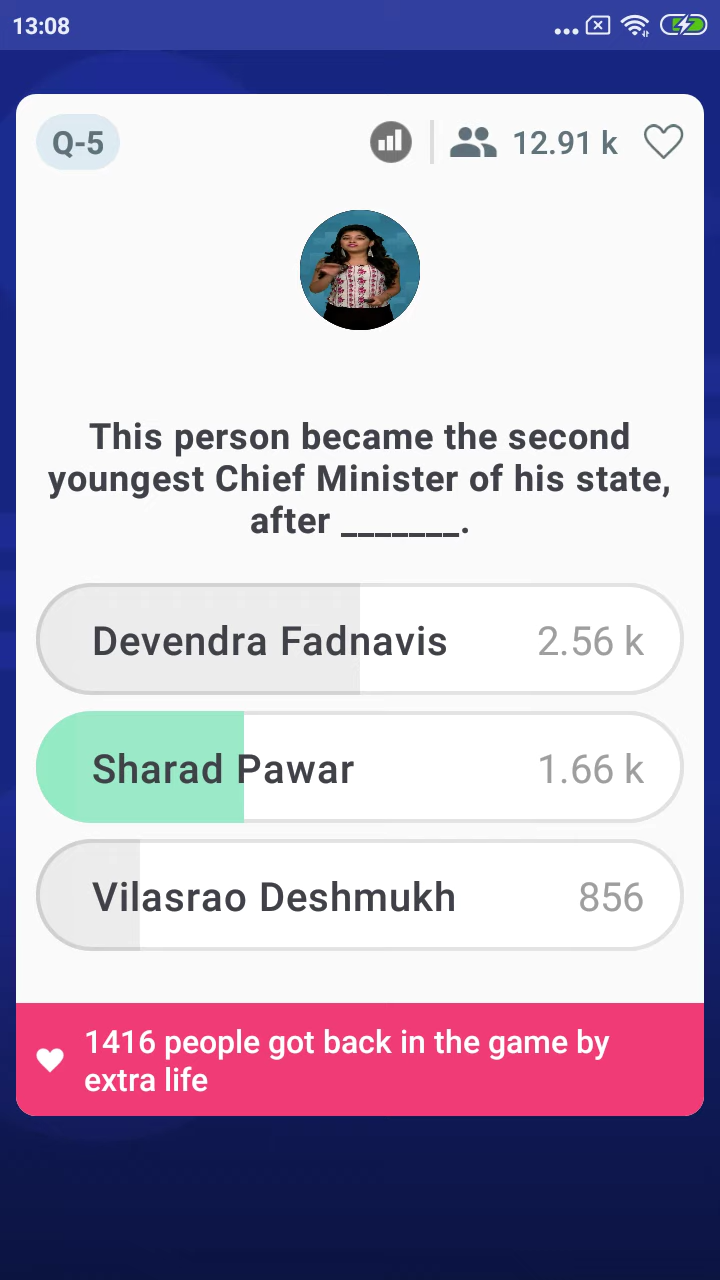 13:08
Q-5
12.91 k
This person became the second
youngest Chief Minister of his state,
after _______.
Devendra Fadnavis 2.56 k
Sharad Pawar 1.66 k
Vilasrao Deshmukh 856
1416 people got back in the game by
extra life